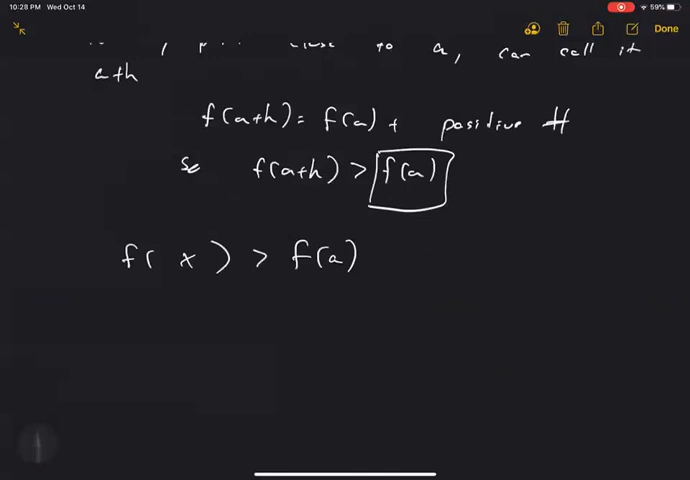 10:28 PM Wed Oct 14
59%
Done
close to a, can call it
a+h
f(a+h) = f(a) + positive #
so f(a+h) > f(a)
f( x ) > f(a)